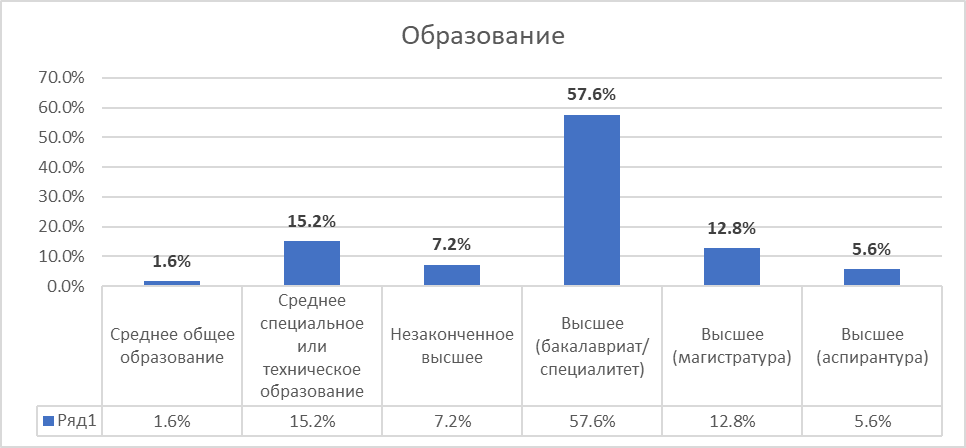 Образование
70.0%
60.0%
50.0%
40.0%
30.0%
20.0%
10.0%
0.0%
1.6%
15.2%
7.2%
57.6%
12.8%
5.6%
Среднее общее
образование
Среднее
специальное
или
техническое
образование
Незаконченное
высшее
Высшее
(бакалавриат/
специалитет)
Высшее
(магистратура)
Высшее
(аспирантура)
Ряд1 1.6% 15.2% 7.2% 57.6% 12.8% 5.6%